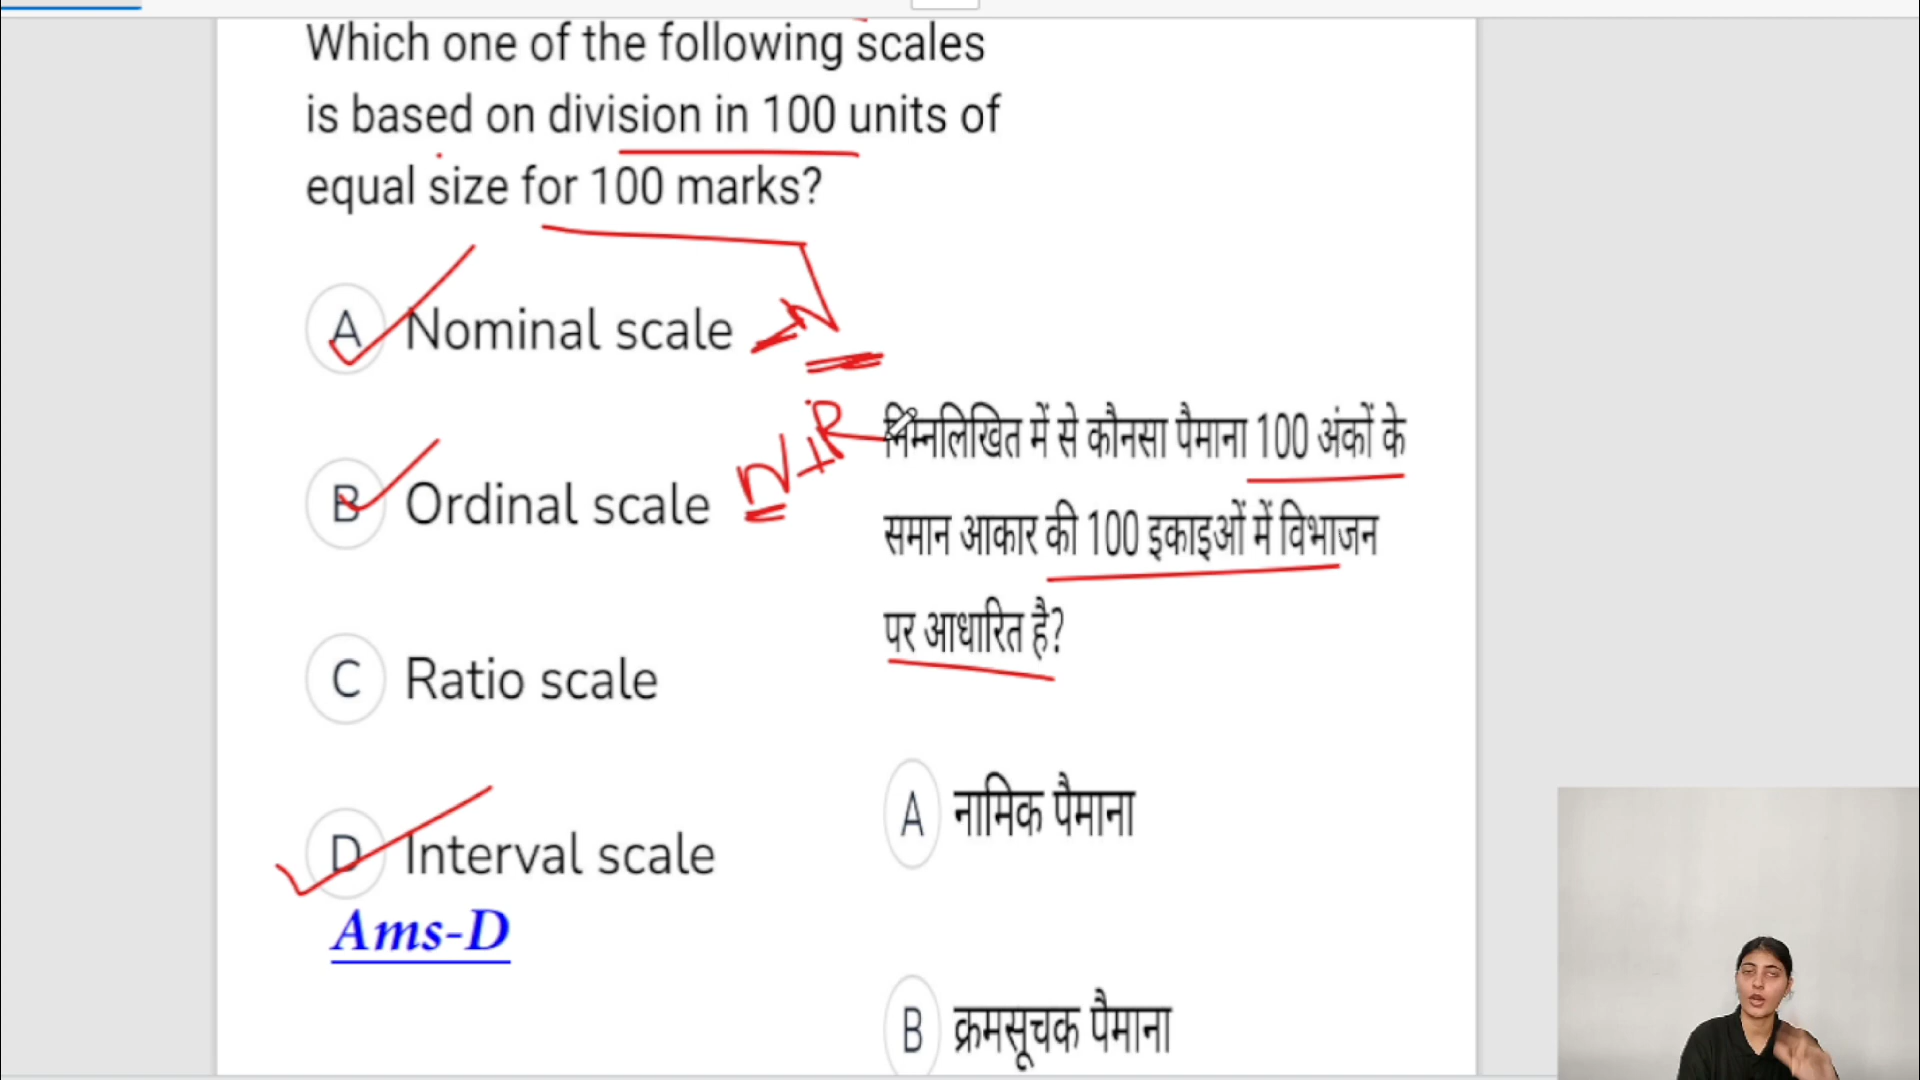 Which one of the following scales
is based on division in 100 units of
equal size for 100 marks?
A Nominal scale - N
B Ordinal scale N+R
C Ratio scale
D Interval scale
Ams-D
निम्नलिखित में से कौनसा पैमाना 100 अंकों के
समान आकार की 100 इकाइओं में विभाजन
पर आधारित है?
A नामिक पैमाना
B क्रमसूचक पैमाना